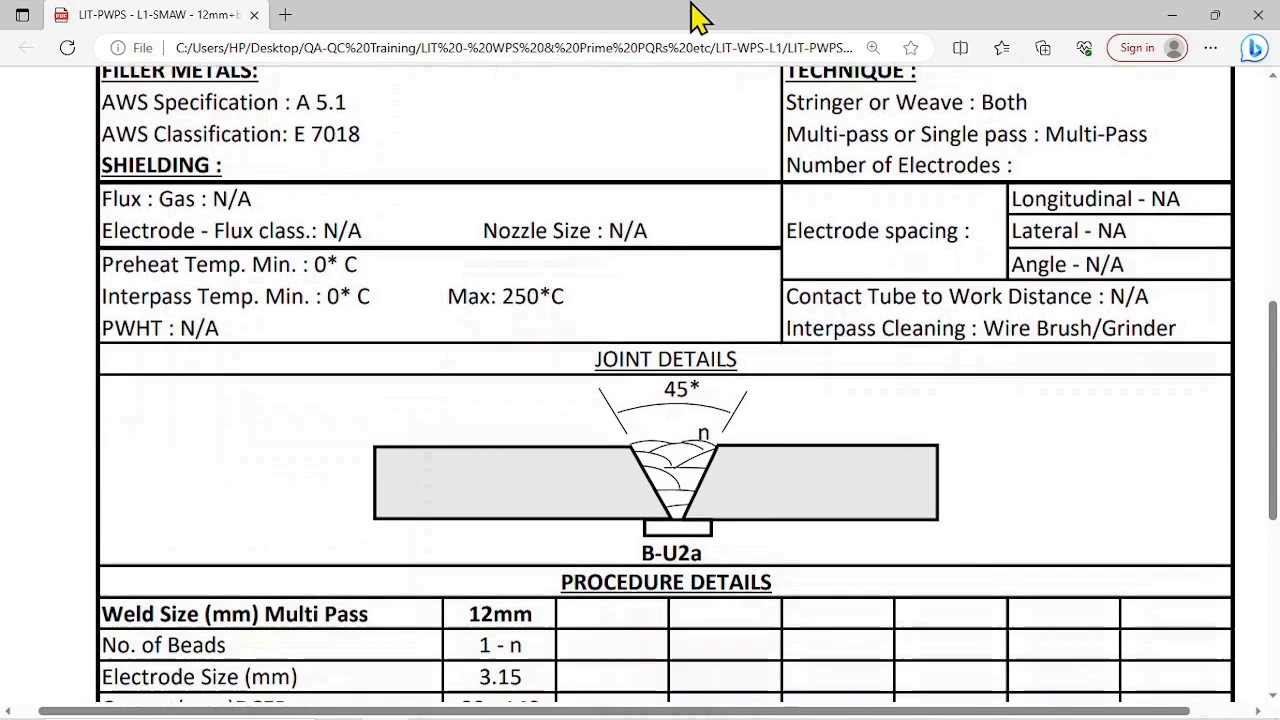 LIT-PWPS - L1-SMAW - 12mm+b
File C:/Users/HP/Desktop/QA-QC%20Training/LIT%20-%20WPS%20&%20Prime%20PQRs%20etc/LIT-WPS-L1/LIT-PWPS... Sign in
FILLER METALS:
AWS Specification : A 5.1
AWS Classification: E 7018
SHIELDING :
TECHNIQUE :
Stringer or Weave : Both
Multi-pass or Single pass : Multi-Pass
Number of Electrodes :
Flux : Gas : N/A
Electrode - Flux class.: N/A Nozzle Size : N/A
Electrode spacing :
Longitudinal - NA
Lateral - NA
Angle - N/A
Preheat Temp. Min. : 0* C
Interpass Temp. Min. : 0* C Max: 250*C
PWHT : N/A
Contact Tube to Work Distance : N/A
Interpass Cleaning : Wire Brush/Grinder
JOINT DETAILS
45*
n
B-U2a
PROCEDURE DETAILS
Weld Size (mm) Multi Pass 12mm
No. of Beads 1 - n
Electrode Size (mm) 3.15